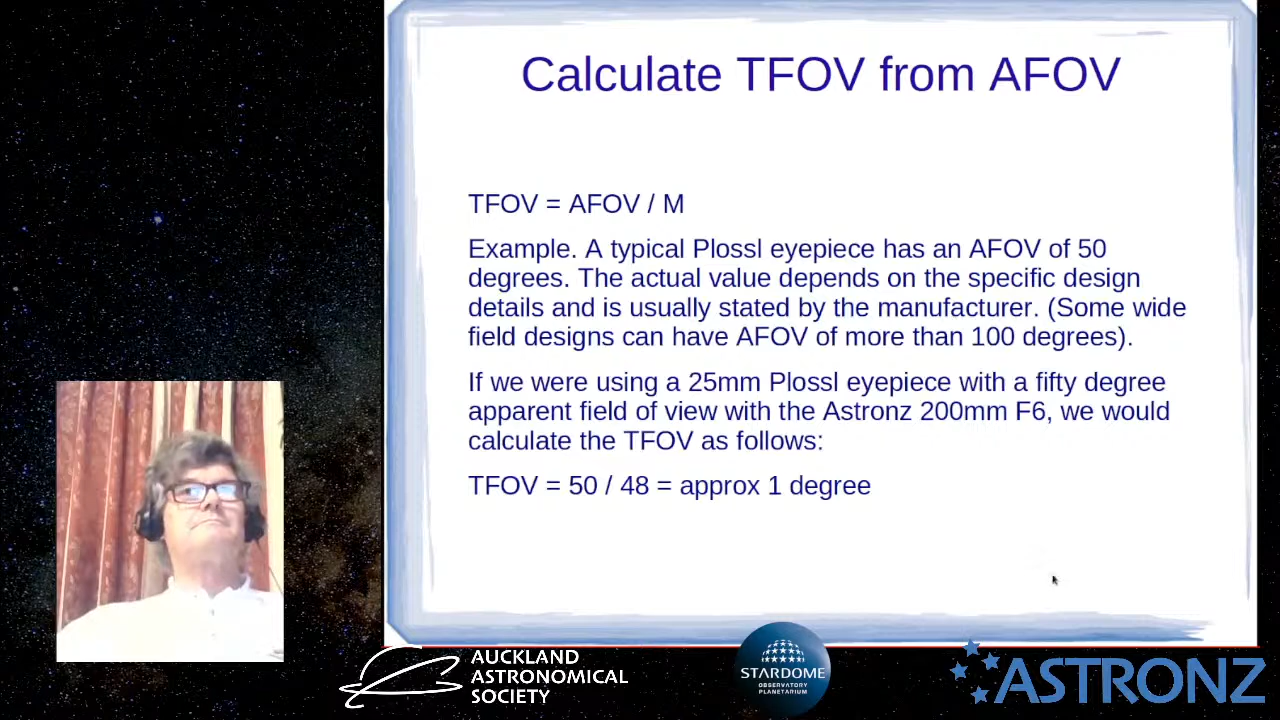 Calculate TFOV from AFOV
TFOV = AFOV / M
Example. A typical Plossl eyepiece has an AFOV of 50
degrees. The actual value depends on the specific design
details and is usually stated by the manufacturer. (Some wide
field designs can have AFOV of more than 100 degrees).
If we were using a 25mm Plossl eyepiece with a fifty degree
apparent field of view with the Astronz 200mm F6, we would
calculate the TFOV as follows:
TFOV = 50 / 48 = approx 1 degree
AUCKLAND
ASTRONOMICAL
SOCIETY
STARDOME
OBSERVATORY
PLANETARIUM
ASTRONZ